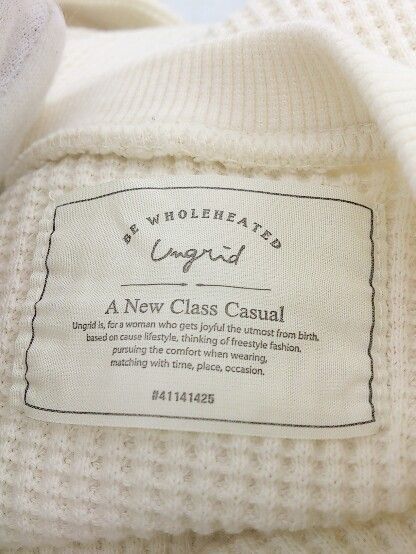 BE WHOLEHEATED
Ungrid
A New Class Casual
Ungrid is, for a woman who gets joyful the utmost from birth.
based on cause lifestyle, thinking of freestyle fashion,
pursuing the comfort when wearing,
matching with time, place, occasion.
#41141425